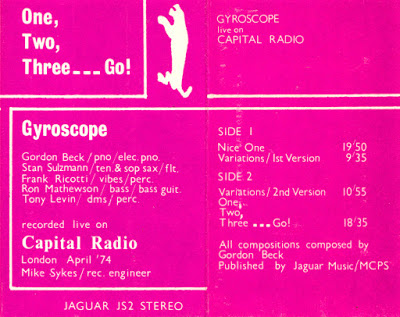 One,
Two,
Three --- Go!
Gyroscope
Gordon Beck / pno / elec. pno.
Stan Sulzmann / ten. & sop sax / flt.
Frank Ricotti / vibes / perc.
Ron Mathewson / bass / bass guit.
Tony Levin / dms / perc.
recorded live on
Capital Radio
London April '74
Mike Sykes / rec. engineer
JAGUAR JS2 STEREO
GYROSCOPE
live on
CAPITAL RADIO
SIDE 1
Nice One 19'50
Variations/1st Version 9'35
SIDE 2
Variations/2nd Version 10'55
One,
Two,
Three --- Go! 18'35
All compositions composed by
Gordon Beck
Published by Jaguar Music/MCPS